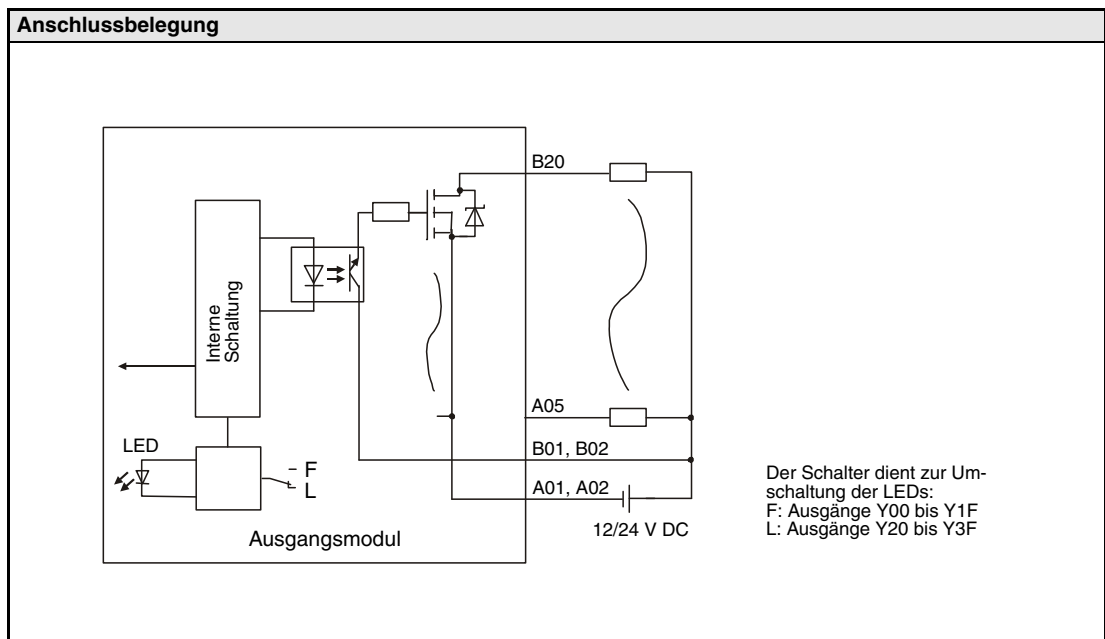 Anschlussbelegung
B20
Interne
Schaltung
A05
LED
B01, B02
F
L
A01, A02
12/24 V DC
Ausgangsmodul
Der Schalter dient zur Um-
schaltung der LEDs:
F: Ausgänge Y00 bis Y1F
L: Ausgänge Y20 bis Y3F